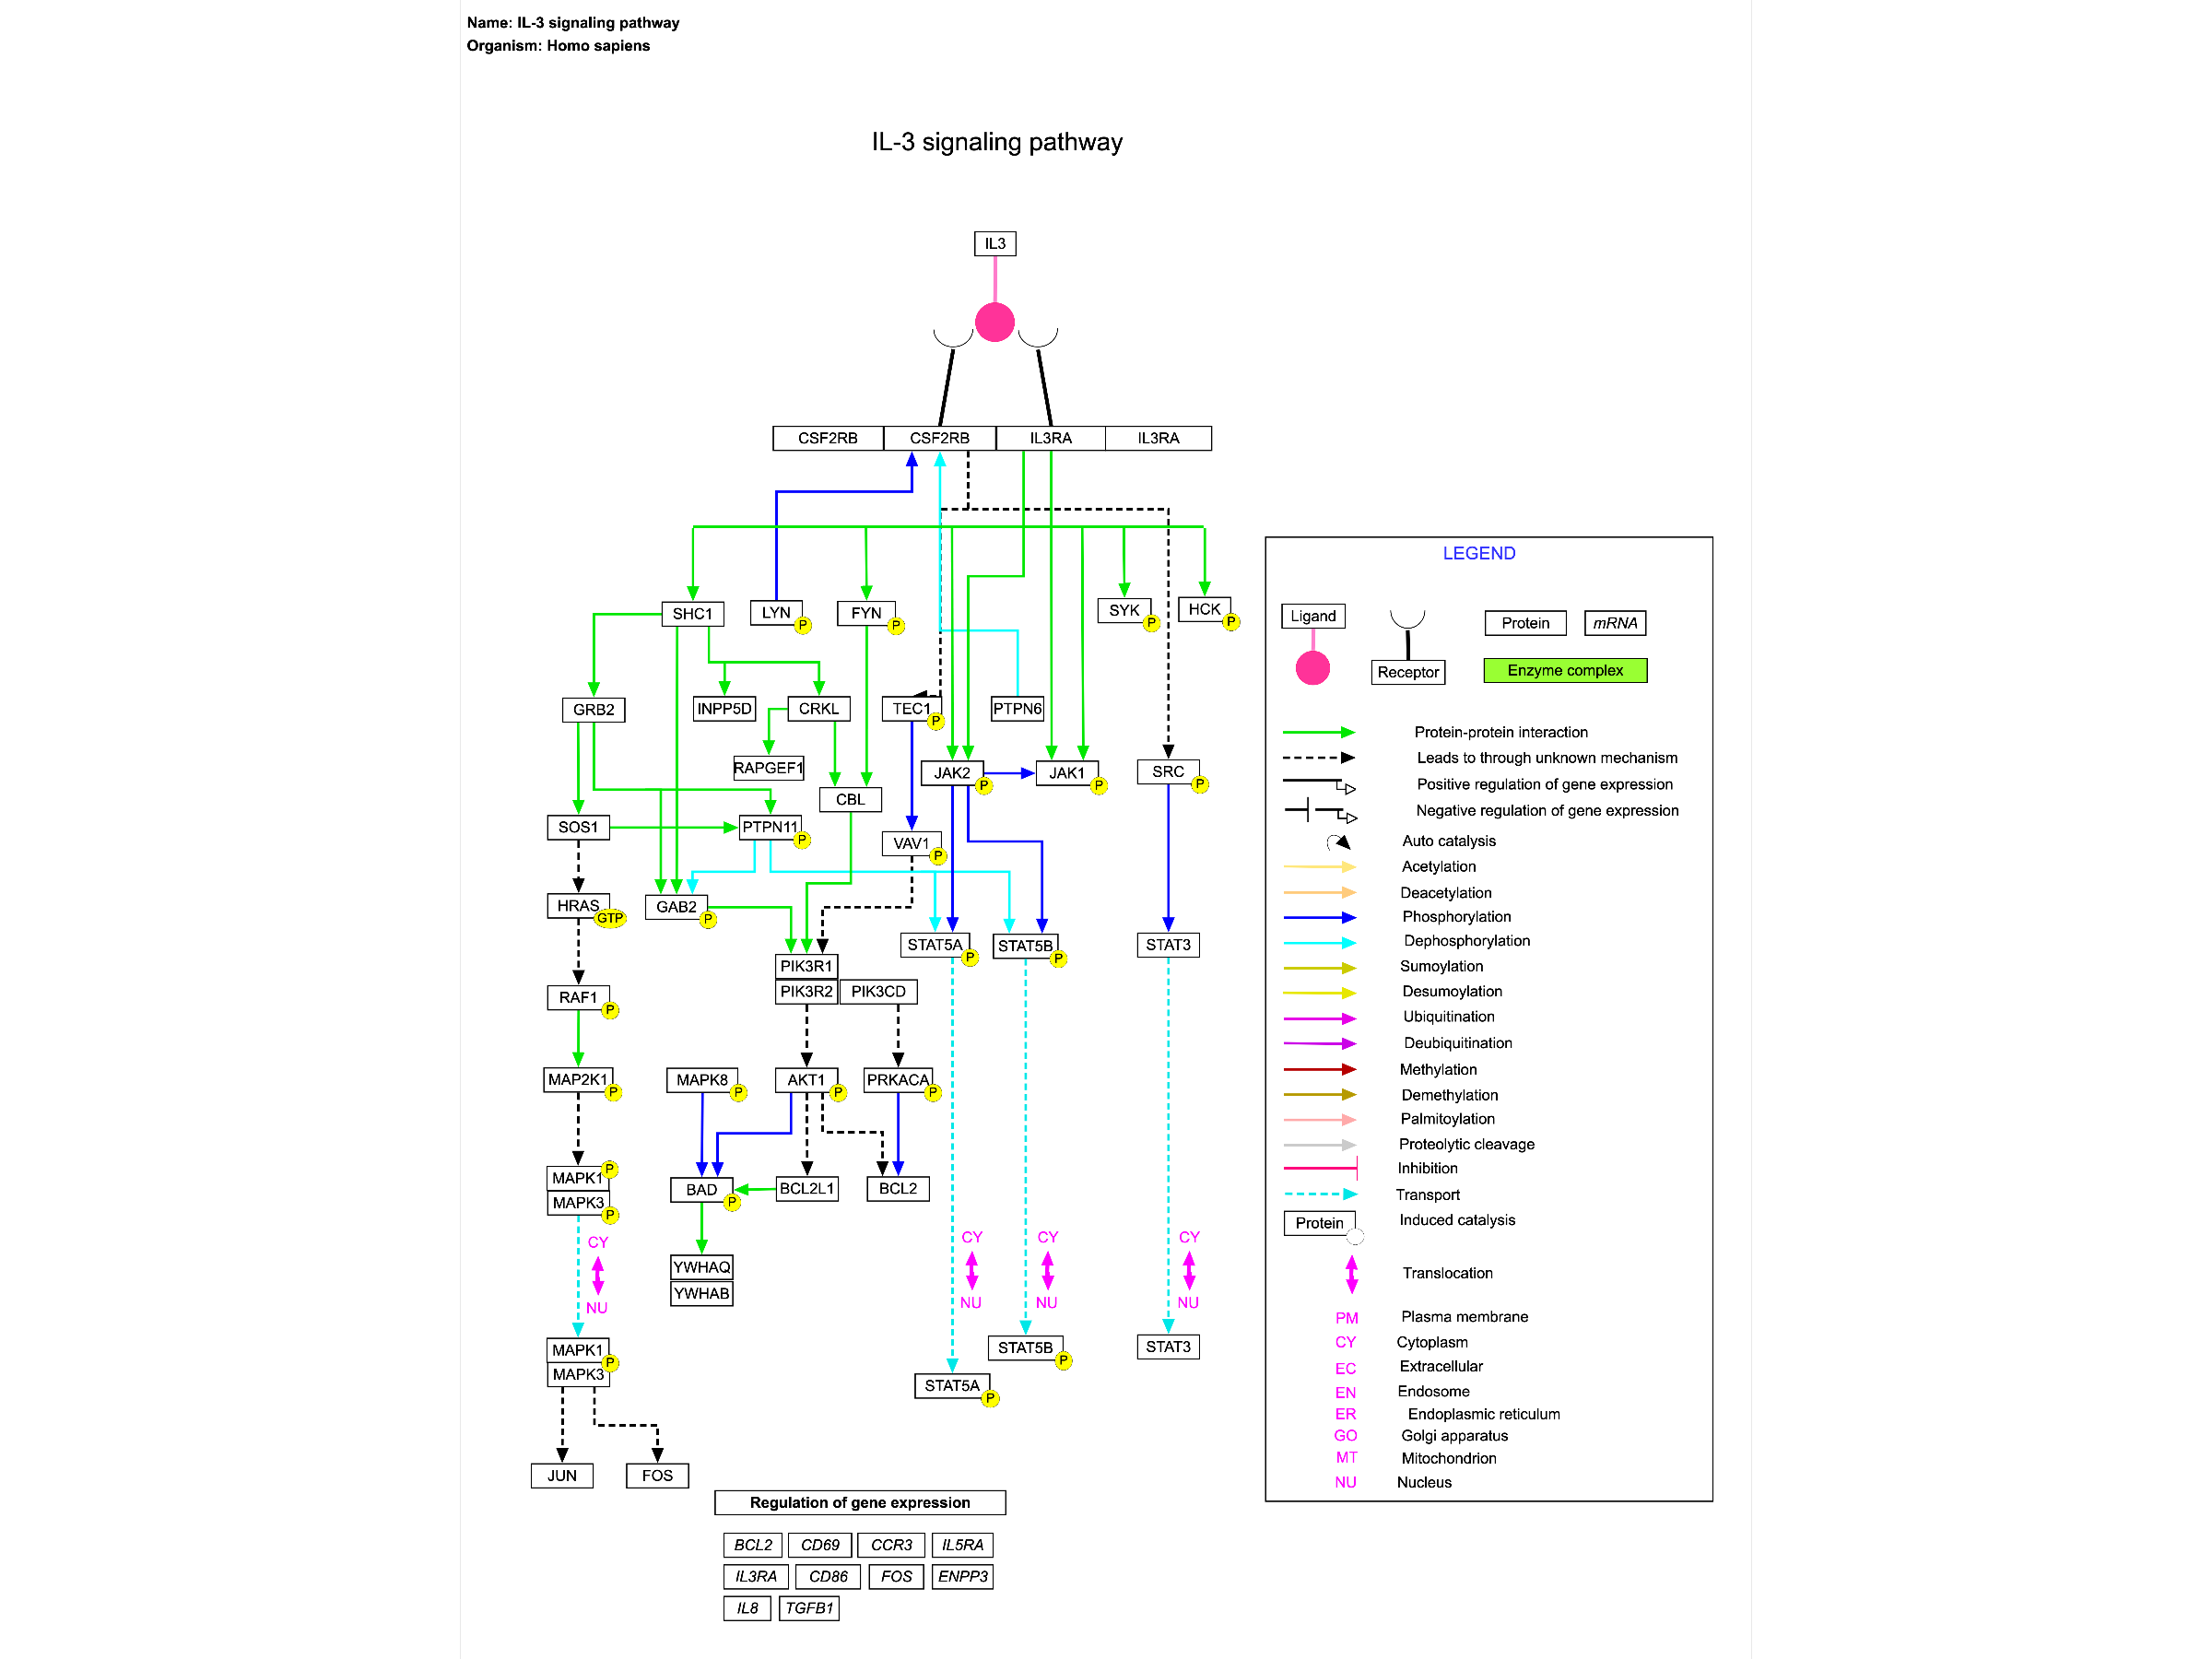 Name: IL-3 signaling pathway
Organism: Homo sapiens
IL-3 signaling pathway
IL3
CSF2RB CSF2RB IL3RA IL3RA
SHC1 LYN P FYN P SYK P HCK P
GRB2 INPP5D CRKL TEC1 P PTPN6
RAPGEF1 JAK2 P JAK1 P SRC P
CBL
SOS1 PTPN11 P VAV1 P
HRAS GTP GAB2 P
STAT5A P STAT5B P STAT3
PIK3R1
PIK3R2 PIK3CD
RAF1 P
MAP2K1 P MAPK8 P AKT1 P PRKACA P
MAPK1 P
MAPK3 P
BAD P BCL2L1 BCL2
CY CY CY CY
NU NU NU NU
YWHAQ
YWHAB
MAPK1 P
MAPK3
STAT5B P STAT3
STAT5A P
JUN FOS
Regulation of gene expression
BCL2 CD69 CCR3 IL5RA
IL3RA CD86 FOS ENPP3
IL8 TGFB1
LEGEND
Ligand
Receptor
Protein mRNA
Enzyme complex
Protein-protein interaction
Leads to through unknown mechanism
Positive regulation of gene expression
Negative regulation of gene expression
Auto catalysis
Acetylation
Deacetylation
Phosphorylation
Dephosphorylation
Sumoylation
Desumoylation
Ubiquitination
Deubiquitination
Methylation
Demethylation
Palmitoylation
Proteolytic cleavage
Inhibition
Transport
Protein Induced catalysis
Translocation
PM Plasma membrane
CY Cytoplasm
EC Extracellular
EN Endosome
ER Endoplasmic reticulum
GO Golgi apparatus
MT Mitochondrion
NU Nucleus